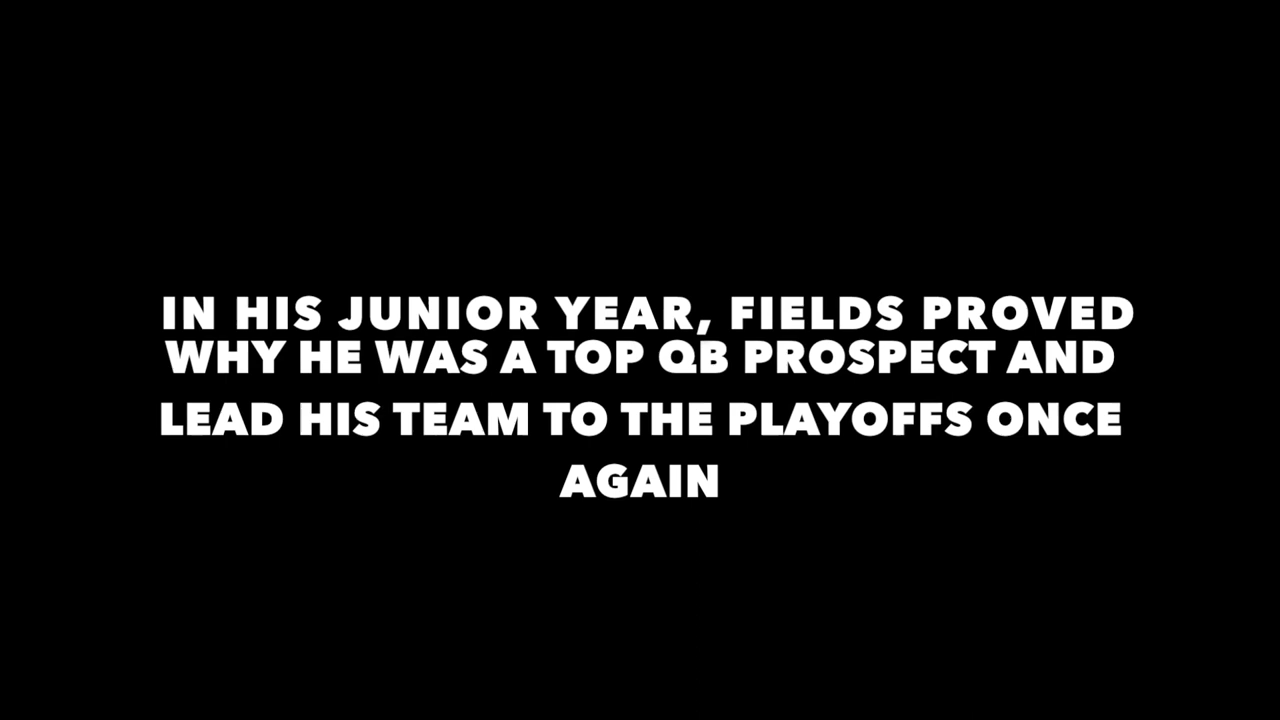 IN HIS JUNIOR YEAR, FIELDS PROVED
WHY HE WAS A TOP QB PROSPECT AND
LEAD HIS TEAM TO THE PLAYOFFS ONCE
AGAIN